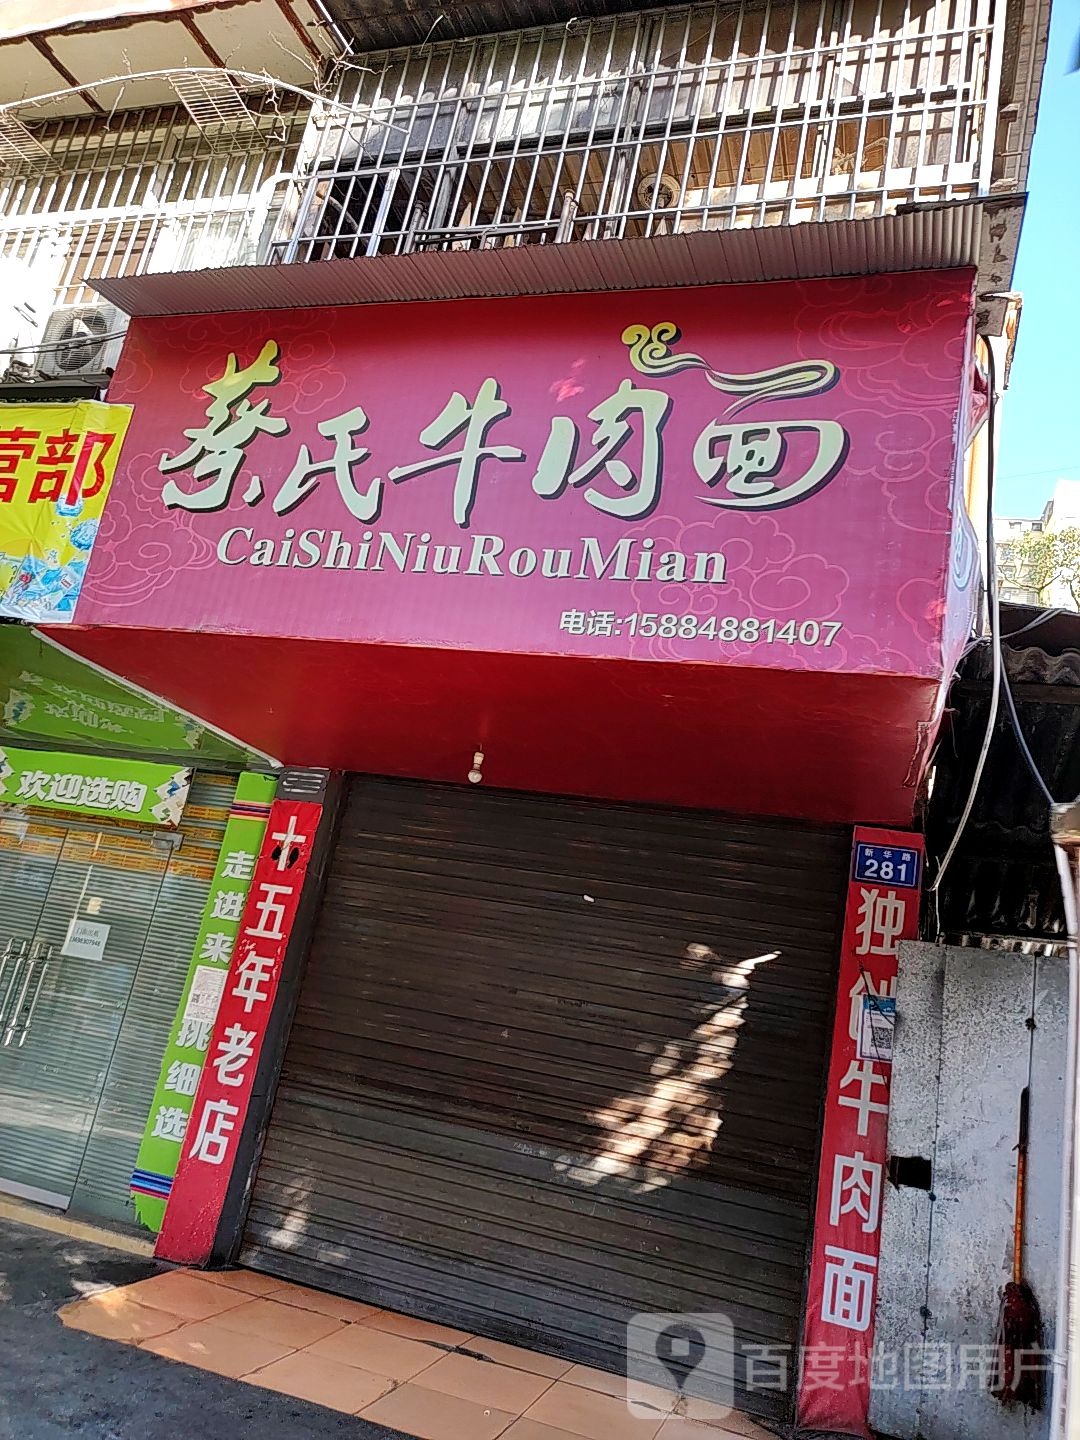 蔡氏牛肉面
CaiShiNiuRouMian
电话:15884881407
营部
欢迎选购
走进来 挑细选
十五年老店
新华路
281
独 牛肉面
百度地图用户